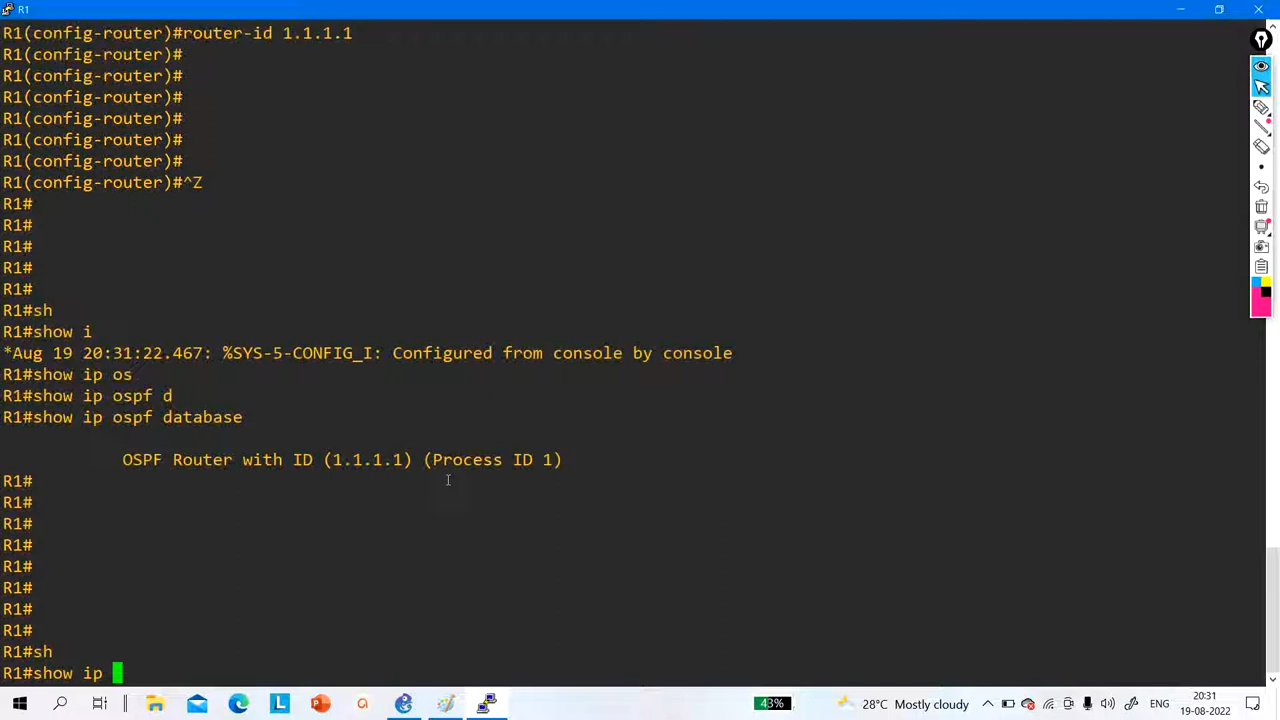 R1
R1(config-router)#router-id 1.1.1.1
R1(config-router)#
R1(config-router)#
R1(config-router)#
R1(config-router)#
R1(config-router)#
R1(config-router)#
R1(config-router)#^Z
R1#
R1#
R1#
R1#
R1#
R1#sh
R1#show i
*Aug 19 20:31:22.467: %SYS-5-CONFIG_I: Configured from console by console
R1#show ip os
R1#show ip ospf d
R1#show ip ospf database
OSPF Router with ID (1.1.1.1) (Process ID 1)
R1#
R1#
R1#
R1#
R1#
R1#
R1#
R1#
R1#sh
R1#show ip
L
43%
28°C Mostly cloudy
ENG
20:31
19-08-2022